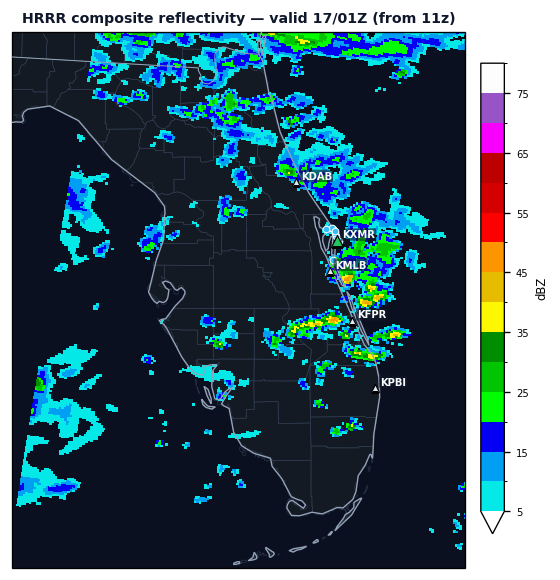 HRRR composite reflectivity — valid 17/01Z (from 11z)
KDAB
KXMR
KMLB
KFPR
KPBI
75
65
55
45
35
25
15
5
dBZ